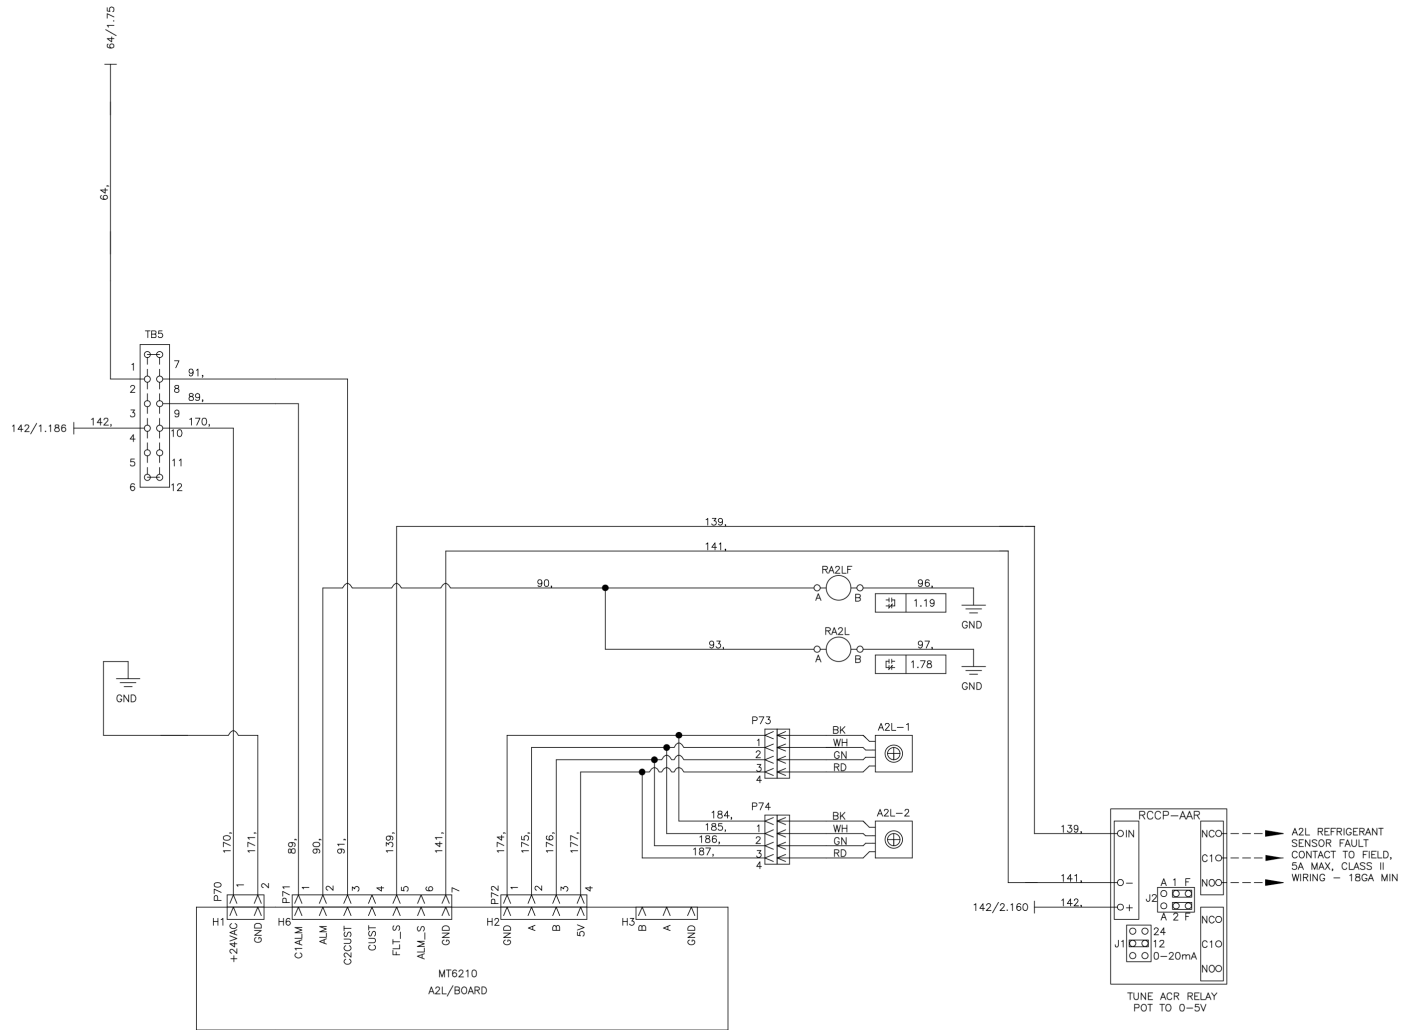 64/1.75
64,
TB5
1
7
91,
2
8
89,
3
9
142/1.186
142,
170,
4
10
5
11
6
12
139,
141,
RA2LF
90,
96,
A
B
1.19
GND
RA2L
93,
97,
A
B
1.78
GND
GND
P73
BK
A2L-1
1
WH
2
GN
3
RD
4
P74
184,
BK
A2L-2
185,
1
WH
186,
2
GN
187,
3
RD
4
170,
171,
89,
90,
91,
139,
141,
174,
175,
176,
177,
P70
1
2
P71
1
2
3
4
5
6
7
P72
1
2
3
4
H1
H6
H2
H3
+24VAC
GND
C1ALM
ALM
C2CUST
CUST
FLT_S
ALM_S
GND
GND
A
B
5V
B
A
GND
MT6210
A2L/BOARD
RCCP-AAR
139,
IN
NC
141,
-
C1
142/2.160
142,
+
NO
A 1 F
J2
A 2 F
NC
24
J1
12
C1
0-20mA
NO
TUNE ACR RELAY
POT TO 0-5V
A2L REFRIGERANT
SENSOR FAULT
CONTACT TO FIELD,
5A MAX, CLASS II
WIRING - 18GA MIN